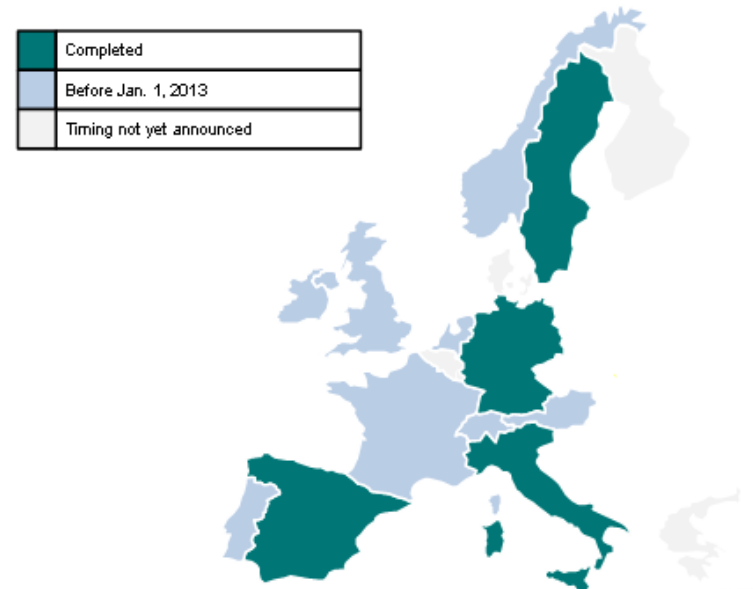 Completed
Before Jan. 1, 2013
Timing not yet announced